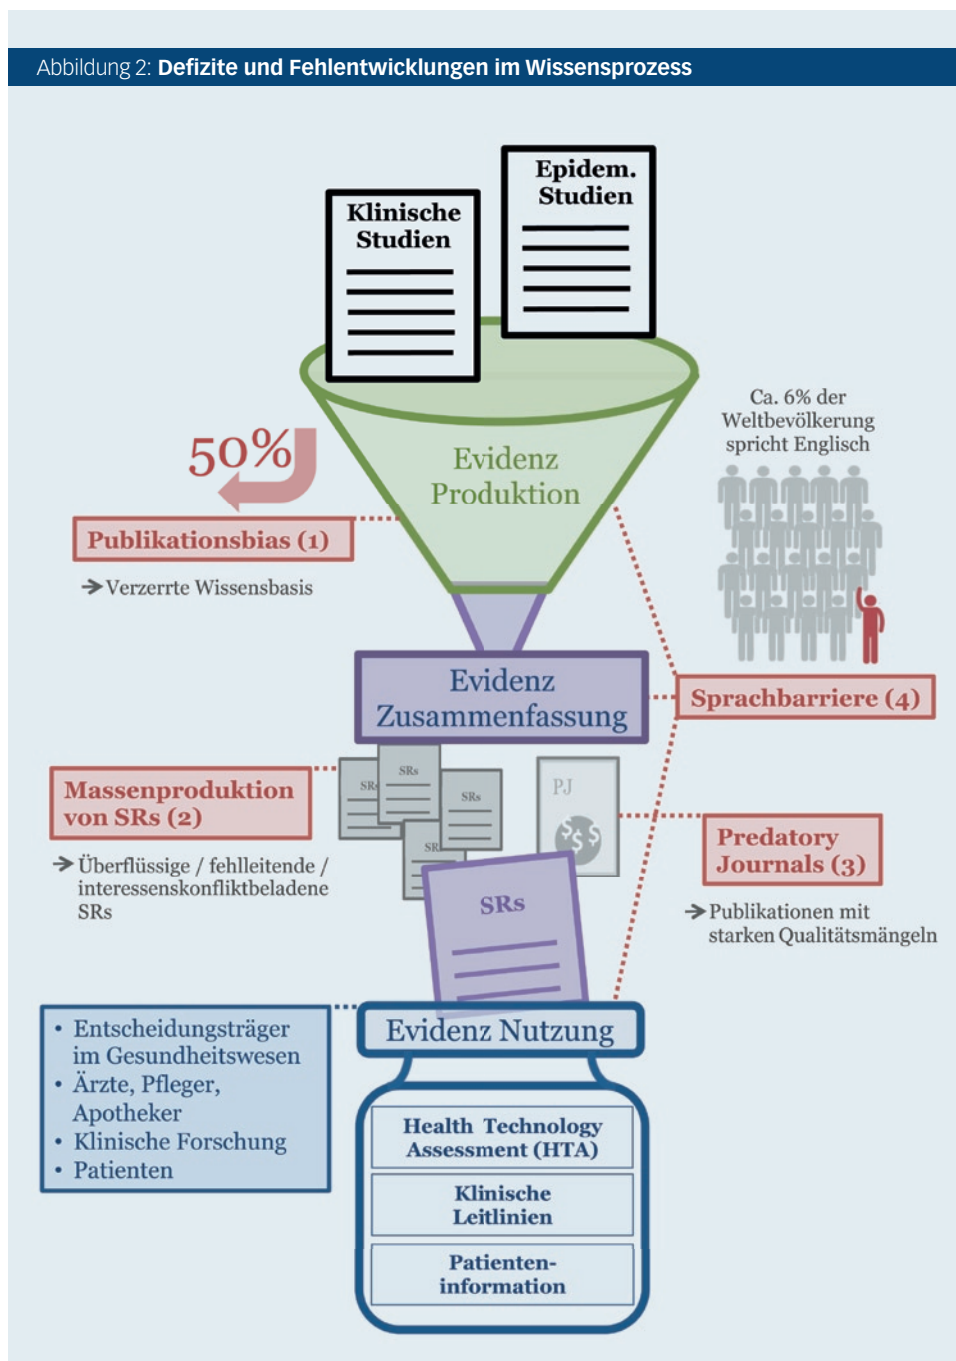 Abbildung 2: Defizite und Fehlentwicklungen im Wissensprozess
Epidem.
Studien
Klinische
Studien
Ca. 6% der
Weltbevölkerung
spricht Englisch
50%
Evidenz
Produktion
Publikationsbias (1)
→ Verzerrte Wissensbasis
Evidenz
Zusammenfassung
Sprachbarriere (4)
Massenproduktion
von SRs (2)
→ Überflüssige / fehlleitende /
interessenskonfliktbeladene
SRs
SRs
SRs
SRs
SR
PJ
$ $ $
Predatory
Journals (3)
→ Publikationen mit
starken Qualitätsmängeln
SRs
• Entscheidungsträger
im Gesundheitswesen
• Ärzte, Pfleger,
Apotheker
• Klinische Forschung
• Patienten
Evidenz Nutzung
Health Technology
Assessment (HTA)
Klinische
Leitlinien
Patienten-
information